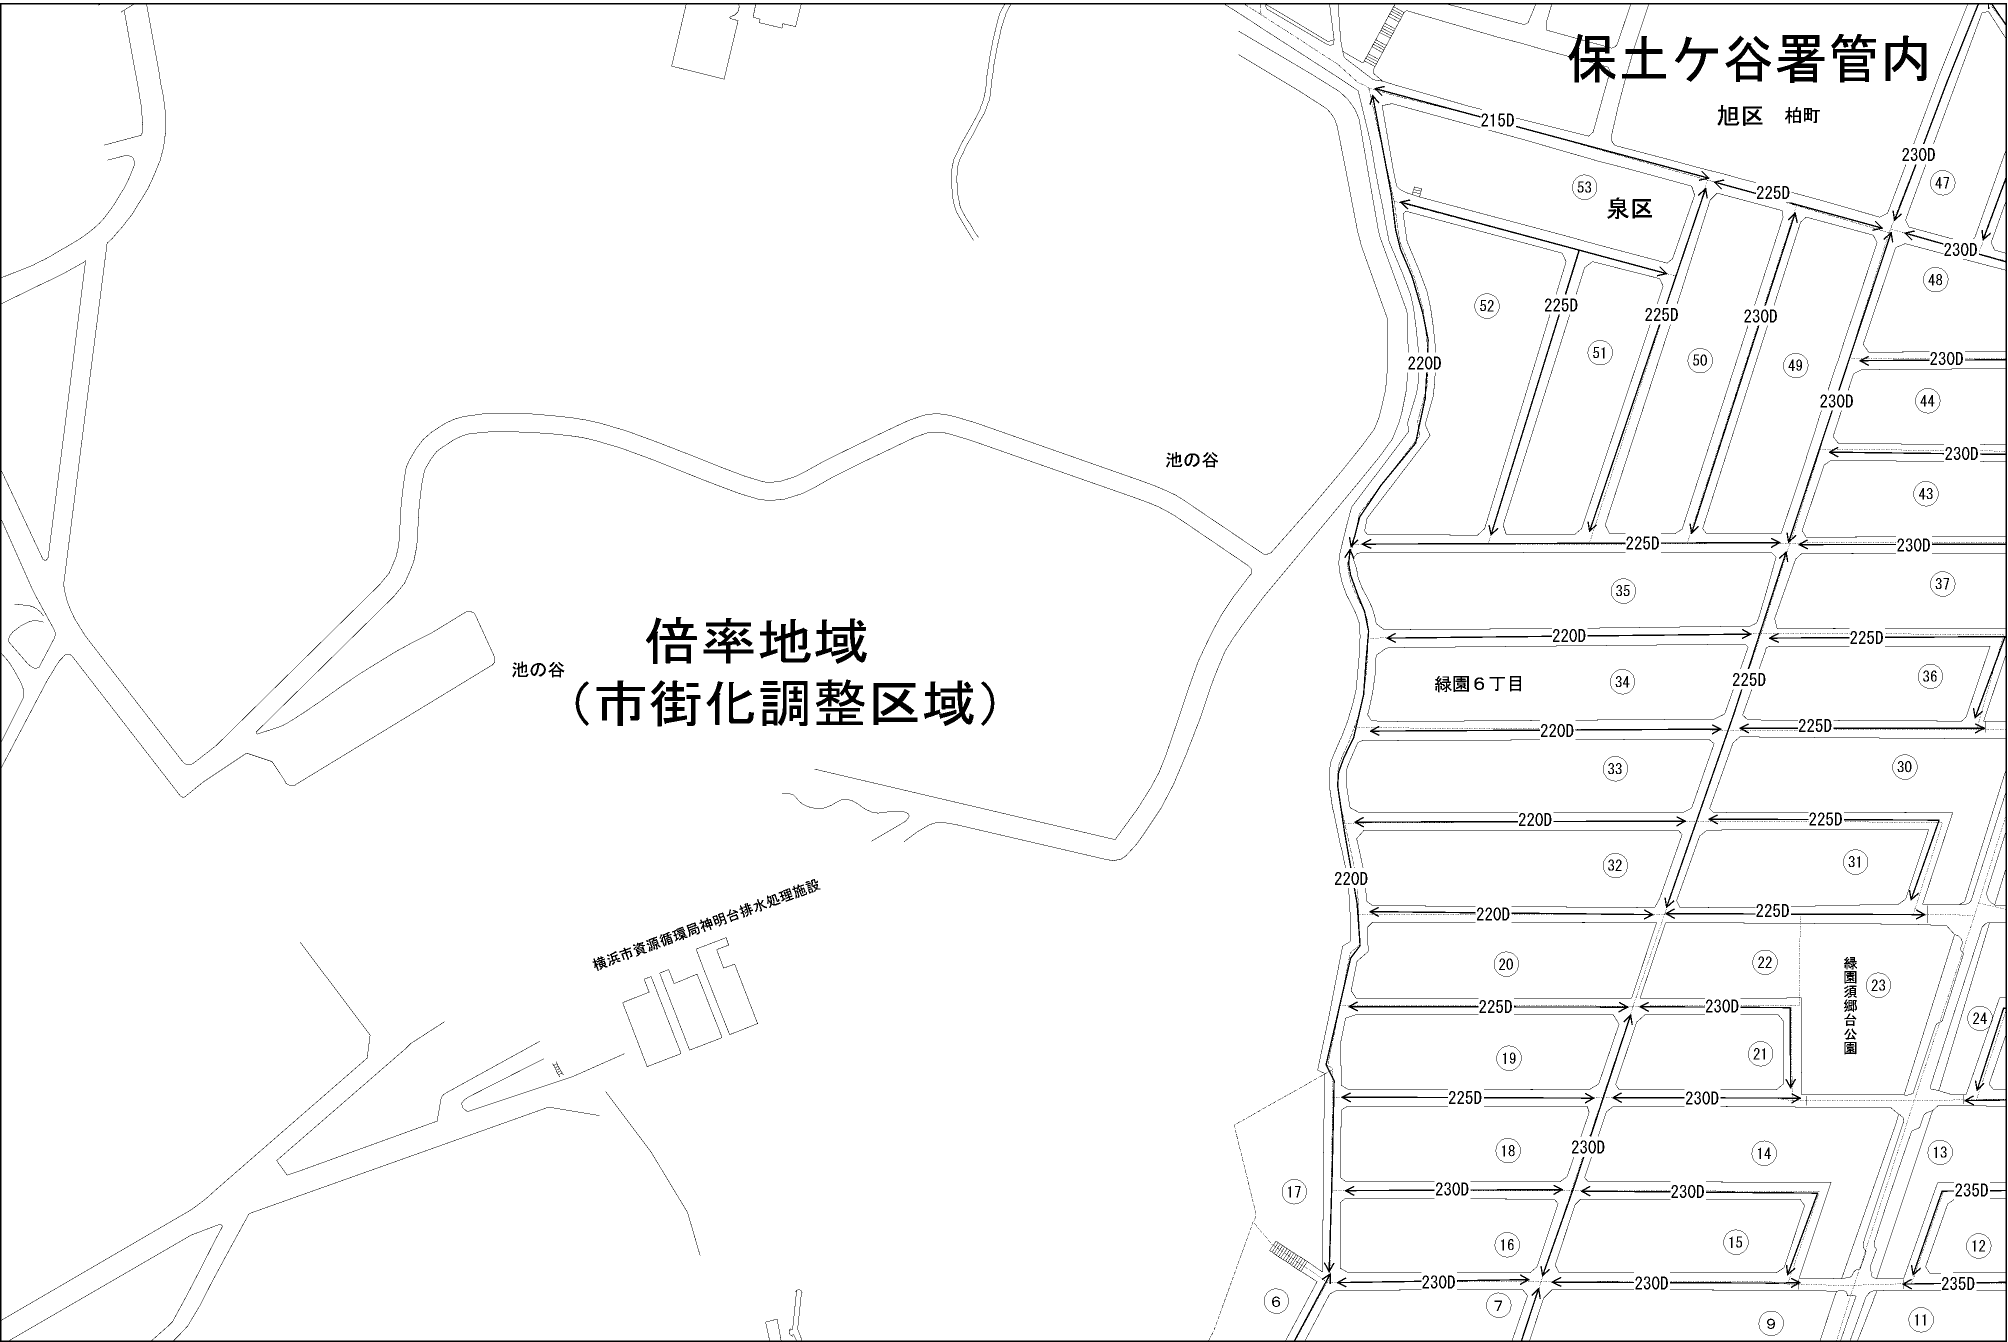 保土ケ谷署管内
旭区 柏町
215D
230D
53
225D
47
泉区
230D
48
52
225D
225D
230D
51
50
49
230D
220D
44
230D
230D
池の谷
43
225D
230D
35
37
倍率地域
（市街化調整区域）
池の谷
220D
225D
緑園６丁目
34
225D
36
220D
225D
33
30
220D
225D
32
31
220D
220D
225D
横浜市資源循環局神明台排水処理施設
20
22
緑園須郷台公園
23
225D
230D
24
19
21
225D
230D
18
230D
14
13
17
230D
230D
235D
16
15
12
230D
230D
235D
6
7
9
11